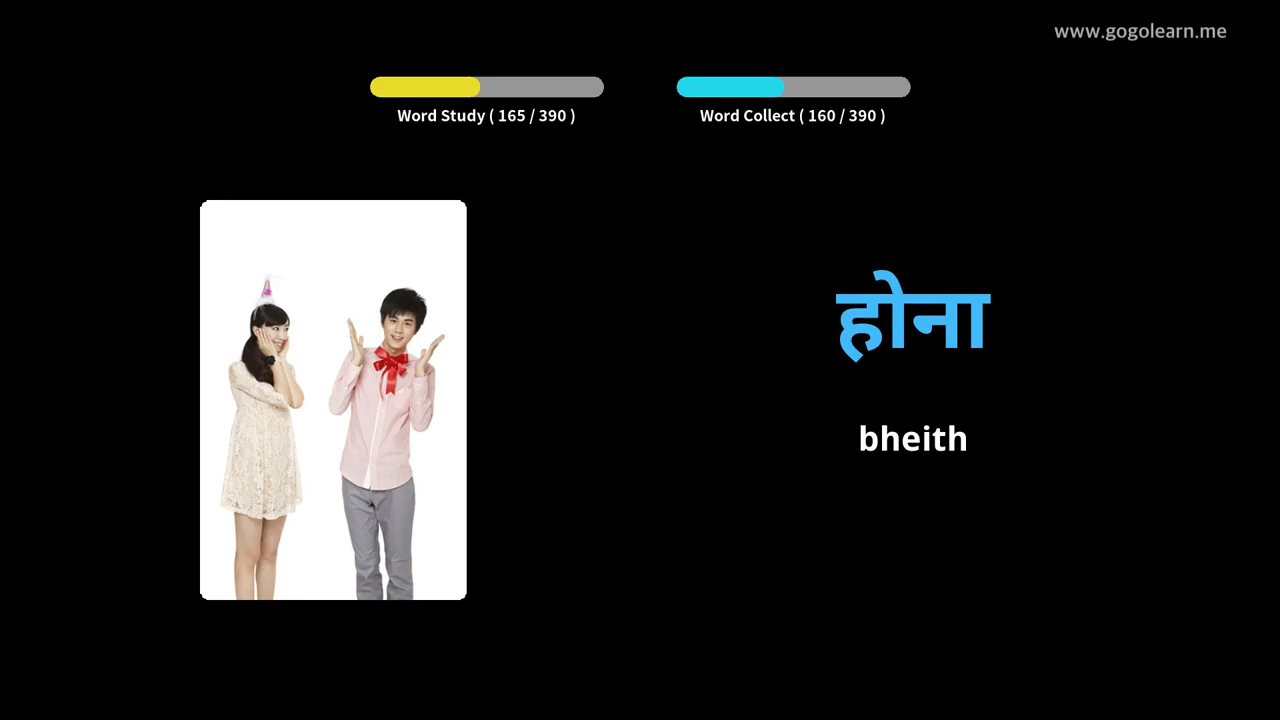 www.gogolearn.me
Word Study ( 165 / 390 )
Word Collect ( 160 / 390 )
होना
bheith